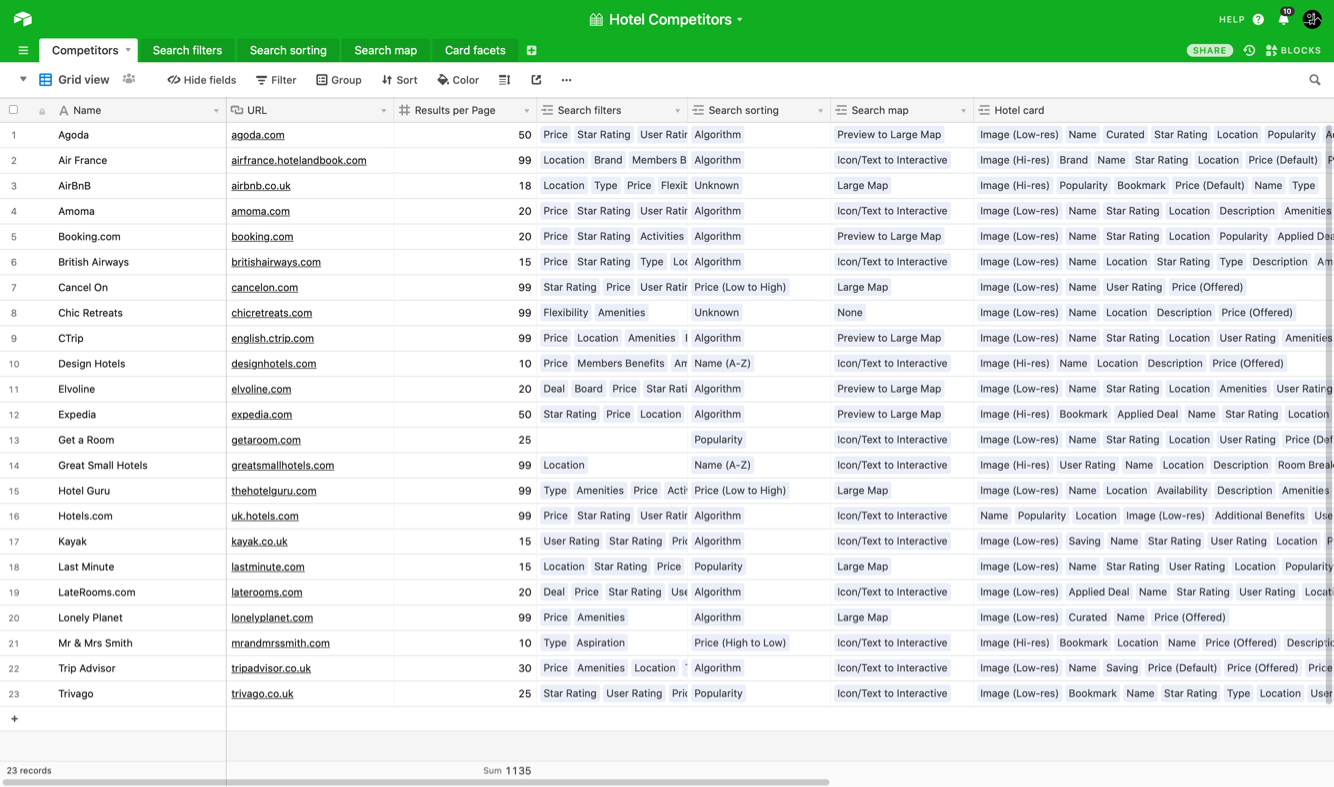 Hotel Competitors
HELP
10
Competitors Search filters Search sorting Search map Card facets
SHARE BLOCKS
Grid view Hide fields Filter Group Sort Color
Name URL Results per Page Search filters Search sorting Search map Hotel card
1 Agoda agoda.com 50 Price Star Rating User Algorithm Preview to Large Map Image (Low-res) Name Curated Star Rating Location Popularity
2 Air France airfrance.hotelandbook.com 99 Location Brand Members B Algorithm Icon/Text to Interactive Image (Hi-res) Brand Name Star Rating Location Price (Default)
3 AirBnB airbnb.co.uk 18 Location Type Price Flexib Unknown Large Map Image (Hi-res) Popularity Bookmark Price (Default) Name Type
4 Amoma amoma.com 20 Price Star Rating User Algorithm Icon/Text to Interactive Image (Low-res) Name Star Rating Location Description Amenities
5 Booking.com booking.com 20 Price Star Rating Activities Algorithm Preview to Large Map Image (Low-res) Name Star Rating Location Popularity Applied Dea
6 British Airways britishairways.com 15 Price Star Rating Type Loc Algorithm Icon/Text to Interactive Image (Low-res) Name Location Star Rating Type Description Am
7 Cancel On cancelon.com 99 Star Rating Price User Price (Low to High) Large Map Image (Low-res) Name User Rating Price (Offered)
8 Chic Retreats chicretreats.com 99 Flexibility Amenities Unknown None Image (Low-res) Name Location Description Price (Offered)
9 CTrip english.ctrip.com 99 Price Location Amenities Algorithm Preview to Large Map Image (Low-res) Name Star Rating Location User Rating Amenities
10 Design Hotels designhotels.com 10 Price Members Benefits Am Name (A-Z) Icon/Text to Interactive Image (Hi-res) Name Location Description Price (Offered)
11 Elvoline elvoline.com 20 Deal Board Price Star Rati Algorithm Preview to Large Map Image (Low-res) Name Star Rating Location Amenities User Rating
12 Expedia expedia.com 50 Star Rating Price Location Algorithm Preview to Large Map Image (Hi-res) Bookmark Applied Deal Name Star Rating Location
13 Get a Room getaroom.com 25 Popularity Icon/Text to Interactive Image (Low-res) Name Star Rating Location User Rating Price (Def
14 Great Small Hotels greatsmallhotels.com 99 Location Name (A-Z) Icon/Text to Interactive Image (Hi-res) User Rating Name Location Description Room Break
15 Hotel Guru thehotelguru.com 99 Type Amenities Price Acti Price (Low to High) Large Map Image (Low-res) Name Location Availability Description Amenities
16 Hotels.com uk.hotels.com 99 Price Star Rating User Algorithm Icon/Text to Interactive Name Popularity Location Image (Low-res) Additional Benefits Use
17 Kayak kayak.co.uk 15 User Rating Star Rating Pric Algorithm Icon/Text to Interactive Image (Low-res) Saving Name Star Rating User Rating Location
18 Last Minute lastminute.com 15 Location Star Rating Price Popularity Large Map Image (Low-res) Name Star Rating User Rating Location Popularity
19 LateRooms.com laterooms.com 20 Deal Price Star Rating Use Algorithm Icon/Text to Interactive Image (Low-res) Applied Deal Name Star Rating User Rating Locati
20 Lonely Planet lonelyplanet.com 99 Price Amenities Algorithm Large Map Image (Low-res) Curated Name Price (Offered)
21 Mr & Mrs Smith mrandmrssmith.com 10 Type Aspiration Price (High to Low) Icon/Text to Interactive Image (Hi-res) Bookmark Location Name Price (Offered) Descripti
22 Trip Advisor tripadvisor.co.uk 30 Price Amenities Location Algorithm Icon/Text to Interactive Image (Low-res) Name Saving Price (Default) Price (Offered) Price
23 Trivago trivago.co.uk 25 Star Rating User Rating Pric Popularity Icon/Text to Interactive Image (Low-res) Bookmark Name Star Rating Type Location User
+
23 records Sum 1135